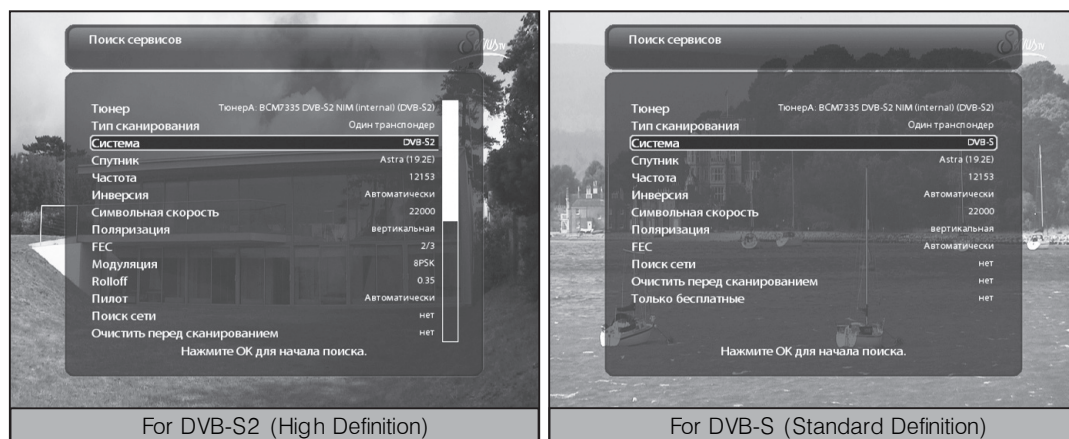 Поиск сервисов
Тюнер ТюнерА: BCM7335 DVB-S2 NIM (internal) (DVB-S2)
Тип сканирования Один транспондер
Система DVB-S2
Спутник Astra (19.2E)
Частота 12153
Инверсия Автоматически
Символьная скорость 22000
Поляризация вертикальная
FEC 2/3
Модуляция 8PSK
Rolloff 0.35
Пилот Автоматически
Поиск сети нет
Очистить перед сканированием нет
Нажмите OK для начала поиска.
For DVB-S2 (High Definition)
Поиск сервисов
Тюнер ТюнерА: BCM7335 DVB-S2 NIM (internal) (DVB-S2)
Тип сканирования Один транспондер
Система DVB-S
Спутник Astra (19.2E)
Частота 12153
Инверсия Автоматически
Символьная скорость 22000
Поляризация вертикальная
FEC Автоматически
Поиск сети нет
Очистить перед сканированием нет
Только бесплатные нет
Нажмите OK для начала поиска.
For DVB-S (Standard Definition)